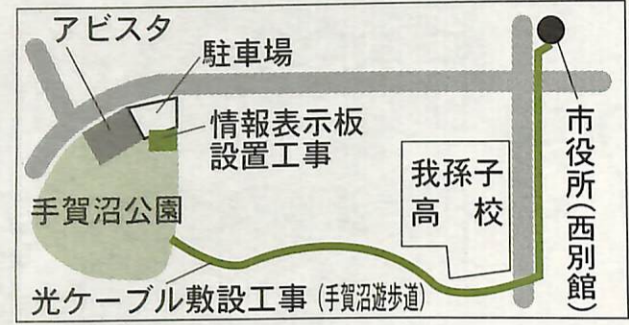 アビスタ
駐車場
情報表示板
設置工事
手賀沼公園
我孫子
高　校
市役所(西別館)
光ケーブル敷設工事(手賀沼遊歩道)